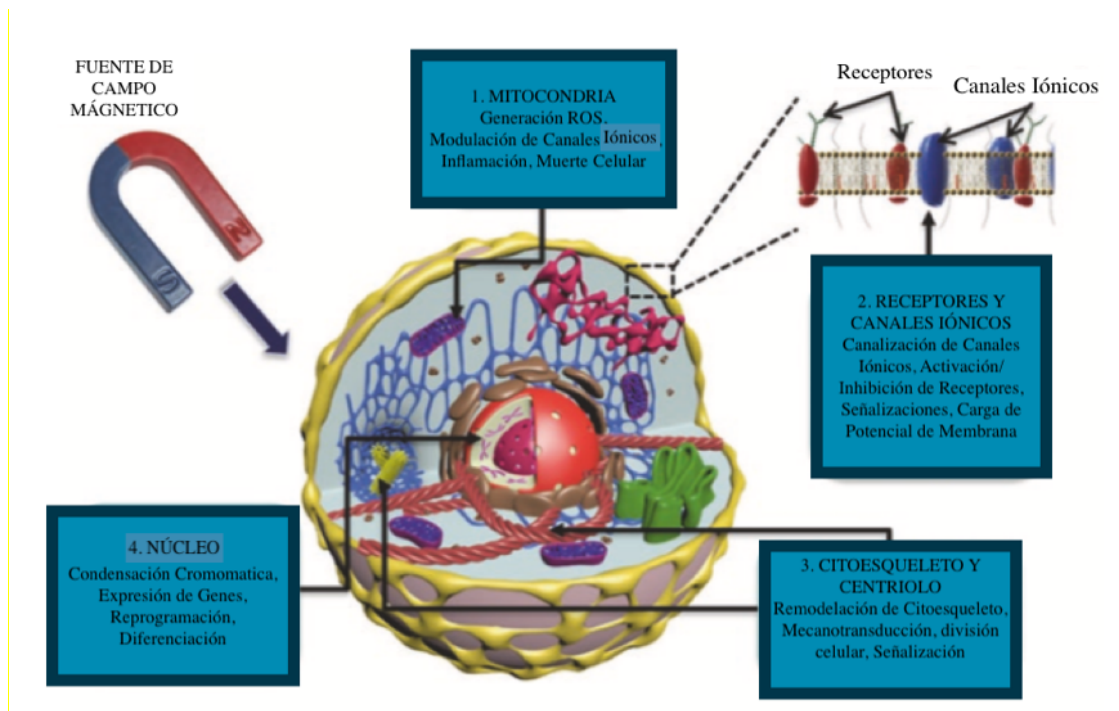 FUENTE DE
CAMPO
MÁGNETICO
N
S
1. MITOCONDRIA
Generación ROS.
Modulación de Canales Iónicos,
Inflamación, Muerte Celular
Receptores
Canales Iónicos
2. RECEPTORES Y
CANALES IÓNICOS
Canalización de Canales
Iónicos, Activación/
Inhibición de Receptores,
Señalizaciones, Carga de
Potencial de Membrana
4. NÚCLEO
Condensación Cromomatica,
Expresión de Genes,
Reprogramación,
Diferenciación
3. CITOESQUELETO Y
CENTRIOLO
Remodelación de Citoesqueleto,
Mecanotransducción, división
celular, Señalización